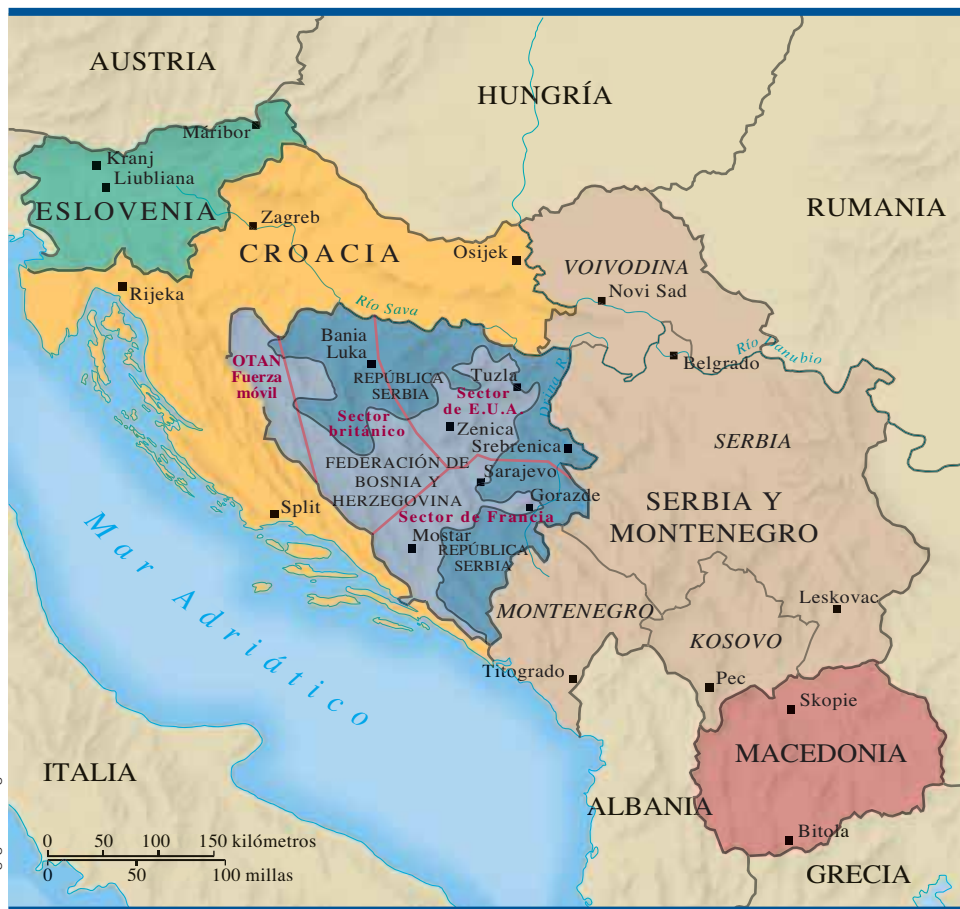 AUSTRIA
HUNGRÍA
Máribor
Kranj
Liubliana
ESLOVENIA
RUMANIA
Zagreb
CROACIA
Osijek
VOIVODINA
Rijeka
Novi Sad
Río Sava
Bania
Luka
Río Danubio
OTAN
Fuerza
móvil
Belgrado
REPÚBLICA
SERBIA
Tuzla
Drina R.
Sector
de E.U.A.
Sector
británico
Zenica
Srebrenica
SERBIA
FEDERACIÓN DE
BOSNIA Y
HERZEGOVINA
Sarajevo
Gorazde
SERBIA Y
MONTENEGRO
Split
Sector de Francia
Mostar
REPÚBLICA
SERBIA
Mar Adriático
MONTENEGRO
Leskovac
KOSOVO
Titogrado
Pec
Skopie
MACEDONIA
ITALIA
ALBANIA
Bitola
0 50 100 150 kilómetros
0 50 100 millas
GRECIA